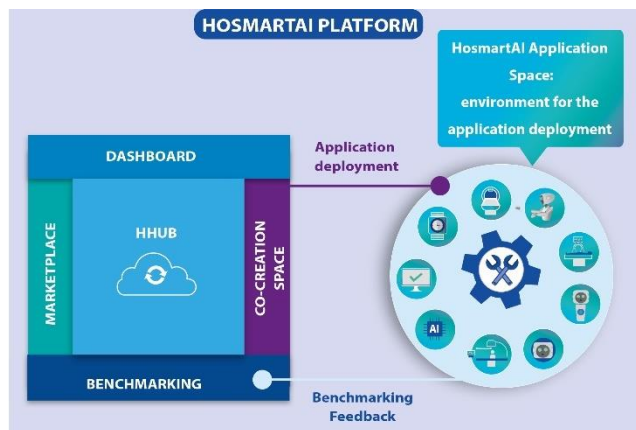 HOSMARTAI PLATFORM
HosmartAI Application
Space:
environment for the
application deployment
Application
deployment
DASHBOARD
MARKETPLACE
HHUB
CO-CREATION
SPACE
AI
BENCHMARKING
Benchmarking
Feedback